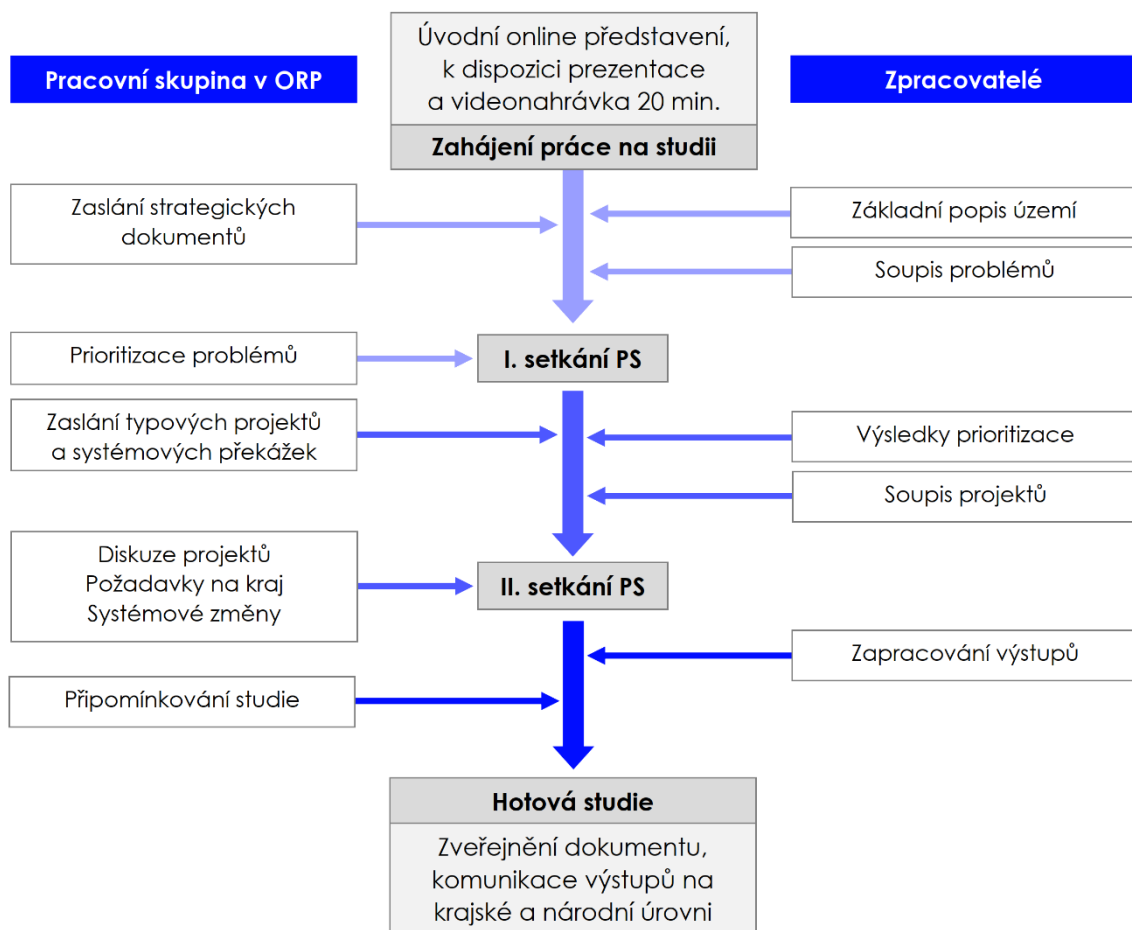 Úvodní online představení,
k dispozici prezentace
a videonahrávka 20 min.
Pracovní skupina v ORP
Zpracovatelé
Zahájení práce na studii
Zaslání strategických
dokumentů
Základní popis území
Soupis problémů
Prioritizace problémů
I. setkání PS
Zaslání typových projektů
a systémových překážek
Výsledky prioritizace
Soupis projektů
Diskuze projektů
Požadavky na kraj
Systémové změny
II. setkání PS
Zapracování výstupů
Připomínkování studie
Hotová studie
Zveřejnění dokumentu,
komunikace výstupů na
krajské a národní úrovni